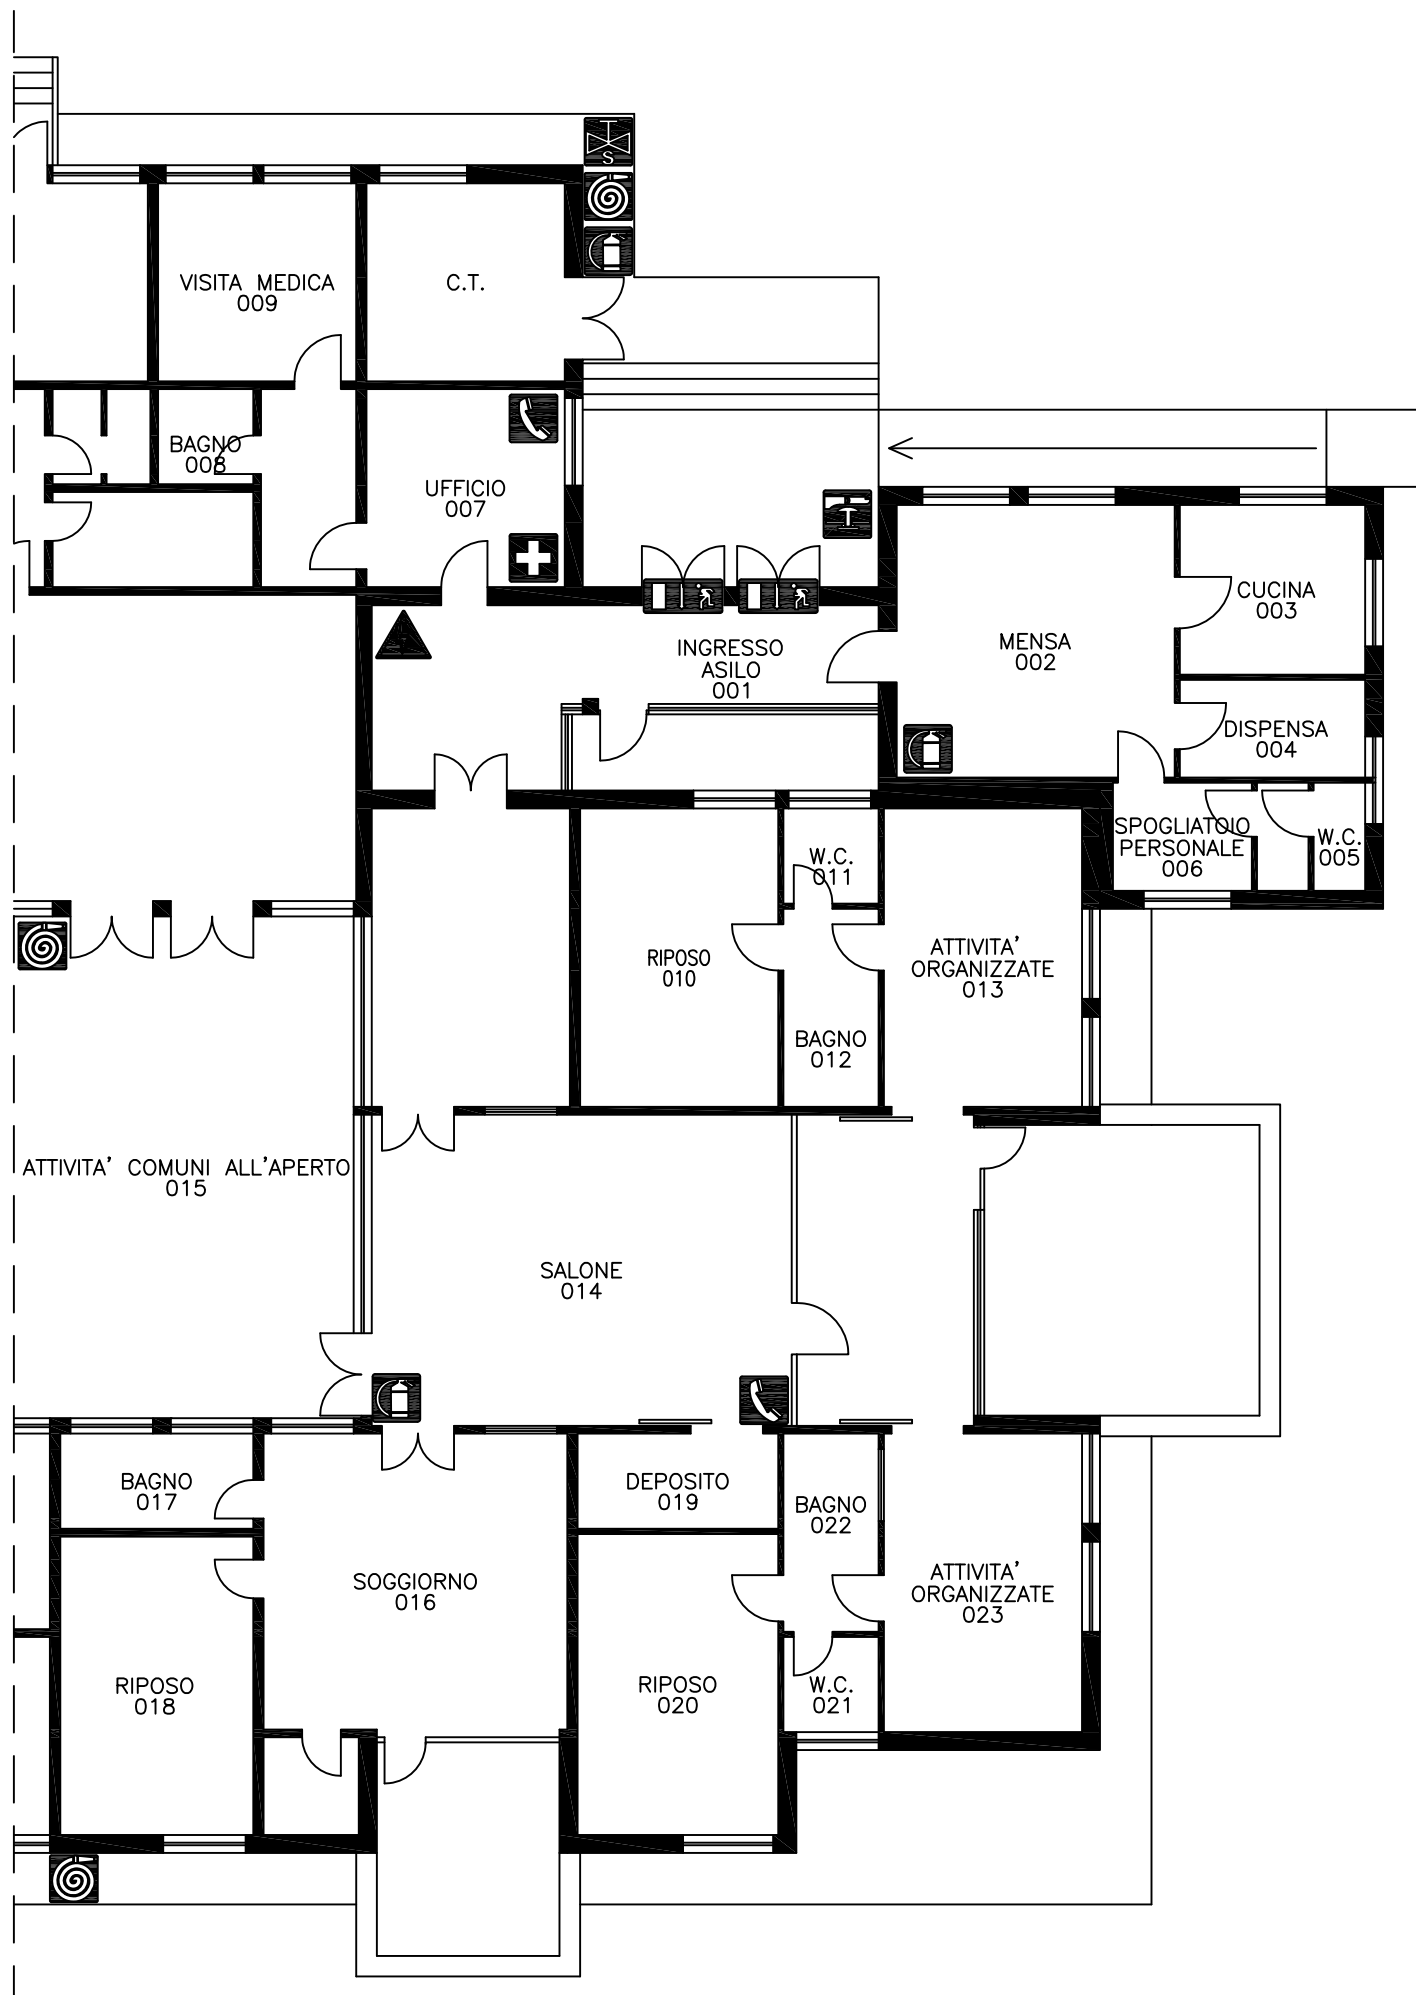 S
VISITA MEDICA
009
C.T.
BAGNO
008
UFFICIO
007
INGRESSO
ASILO
001
MENSA
002
CUCINA
003
DISPENSA
004
SPOGLIATOIO
PERSONALE
006
W.C.
005
W.C.
011
RIPOSO
010
ATTIVITA'
ORGANIZZATE
013
BAGNO
012
ATTIVITA' COMUNI ALL'APERTO
015
SALONE
014
BAGNO
017
DEPOSITO
019
BAGNO
022
SOGGIORNO
016
ATTIVITA'
ORGANIZZATE
023
RIPOSO
018
RIPOSO
020
W.C.
021